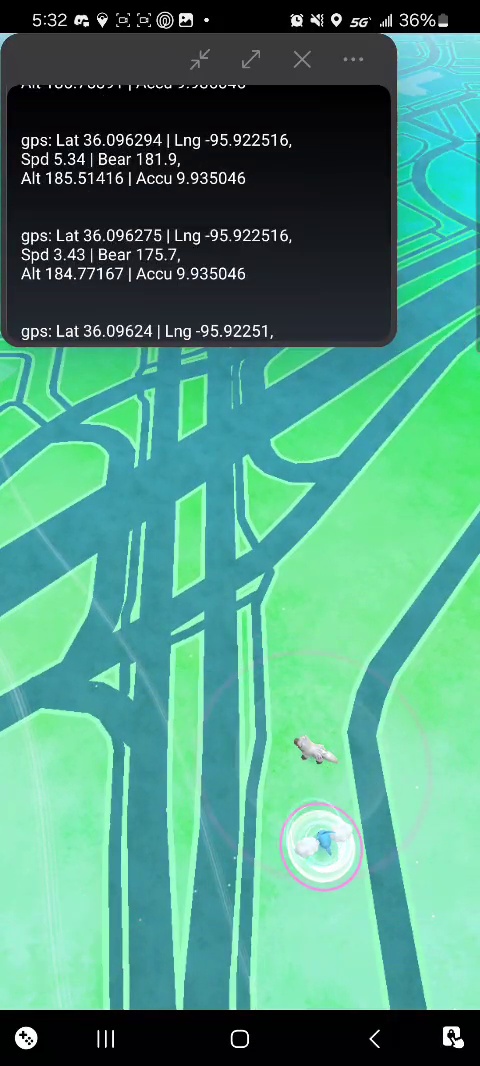 5:32
5G
36%
gps: Lat 36.096294 | Lng -95.922516,
Spd 5.34 | Bear 181.9,
Alt 185.51416 | Accu 9.935046
gps: Lat 36.096275 | Lng -95.922516,
Spd 3.43 | Bear 175.7,
Alt 184.77167 | Accu 9.935046
gps: Lat 36.09624 | Lng -95.92251,